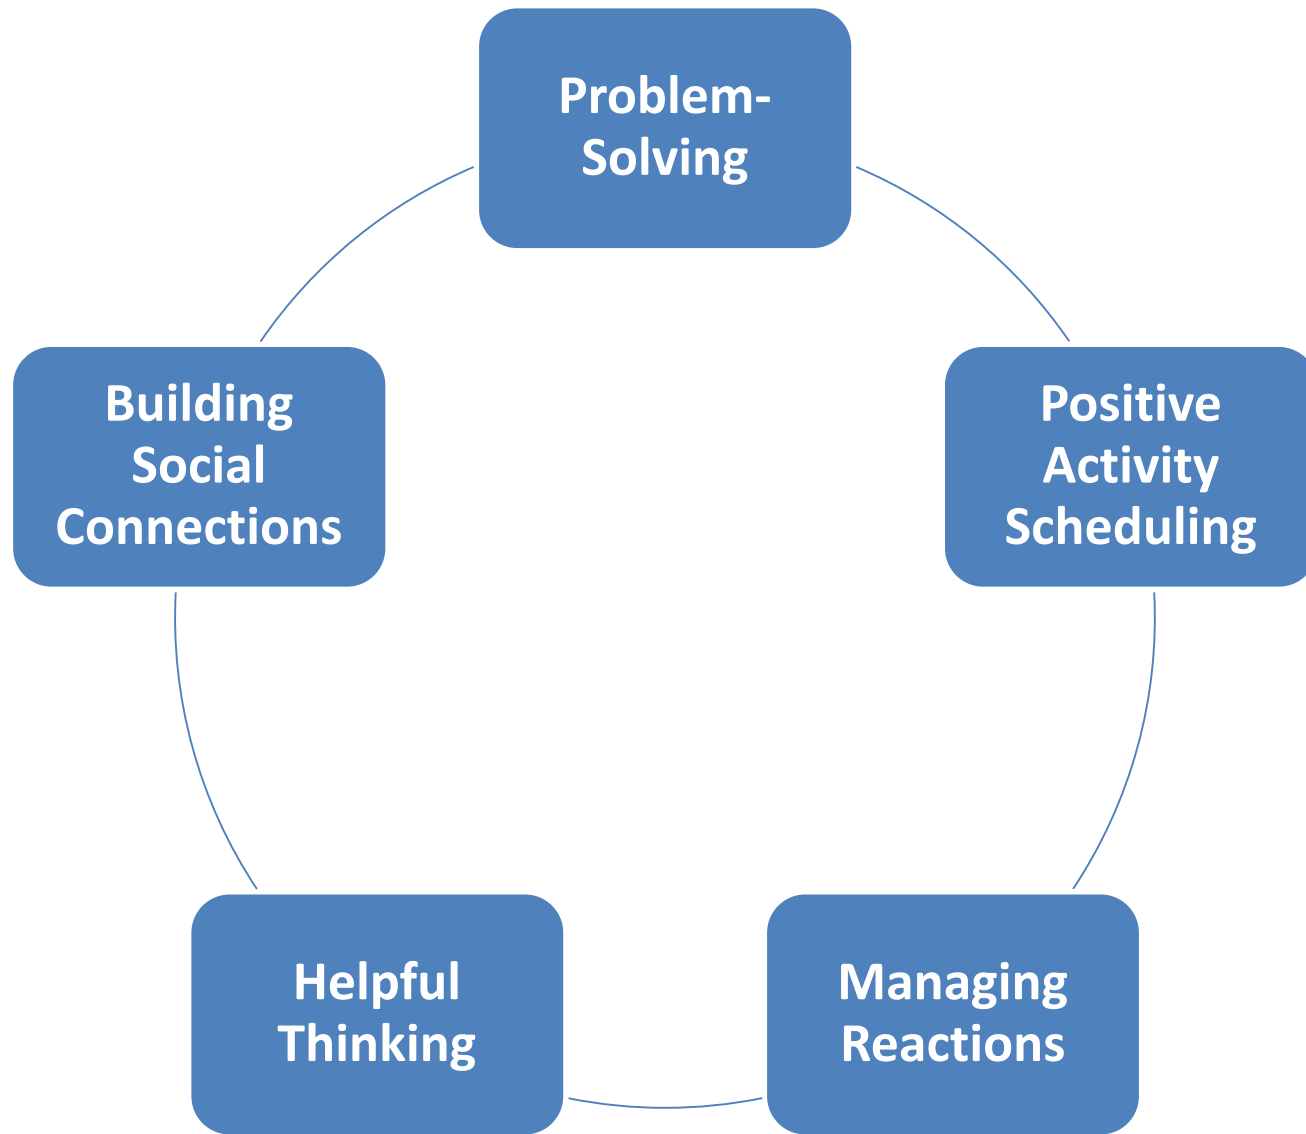 Problem-
Solving
Positive
Activity
Scheduling
Managing
Reactions
Helpful
Thinking
Building
Social
Connections